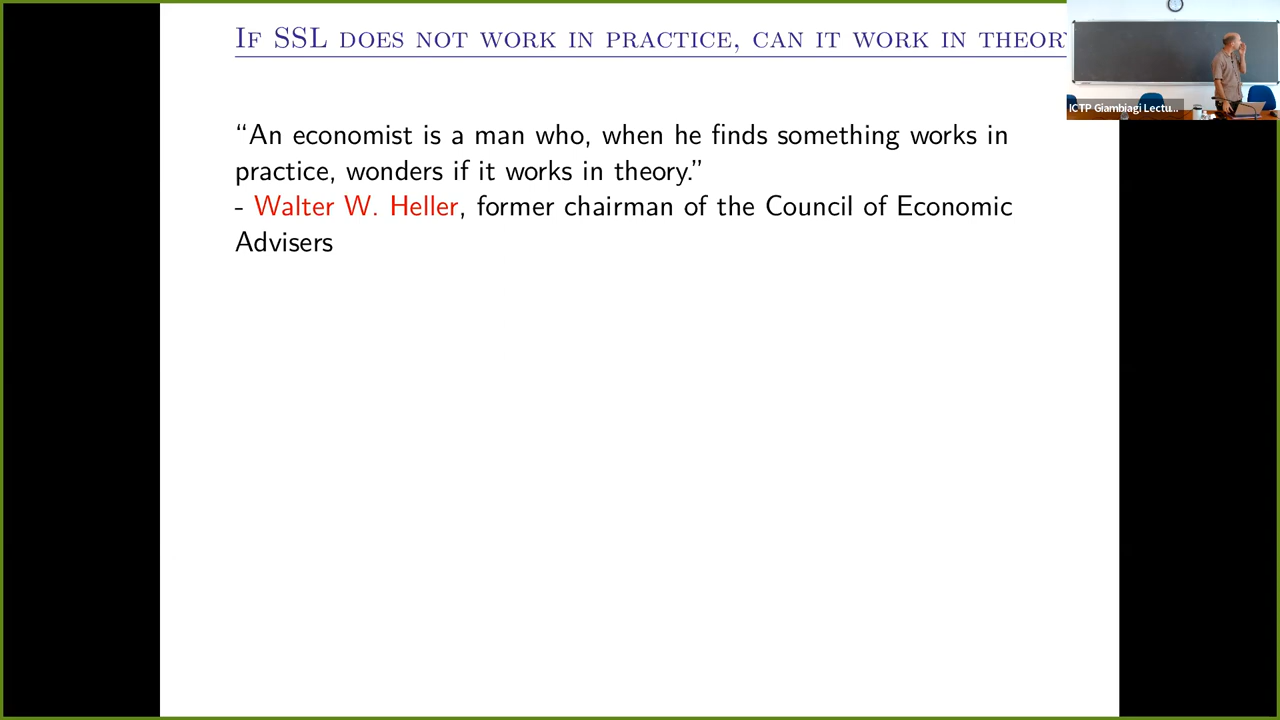 If SSL does not work in practice, can it work in theor
“An economist is a man who, when he finds something works in
practice, wonders if it works in theory.”
- Walter W. Heller, former chairman of the Council of Economic
Advisers
ICTP Giambiagi Lectu...